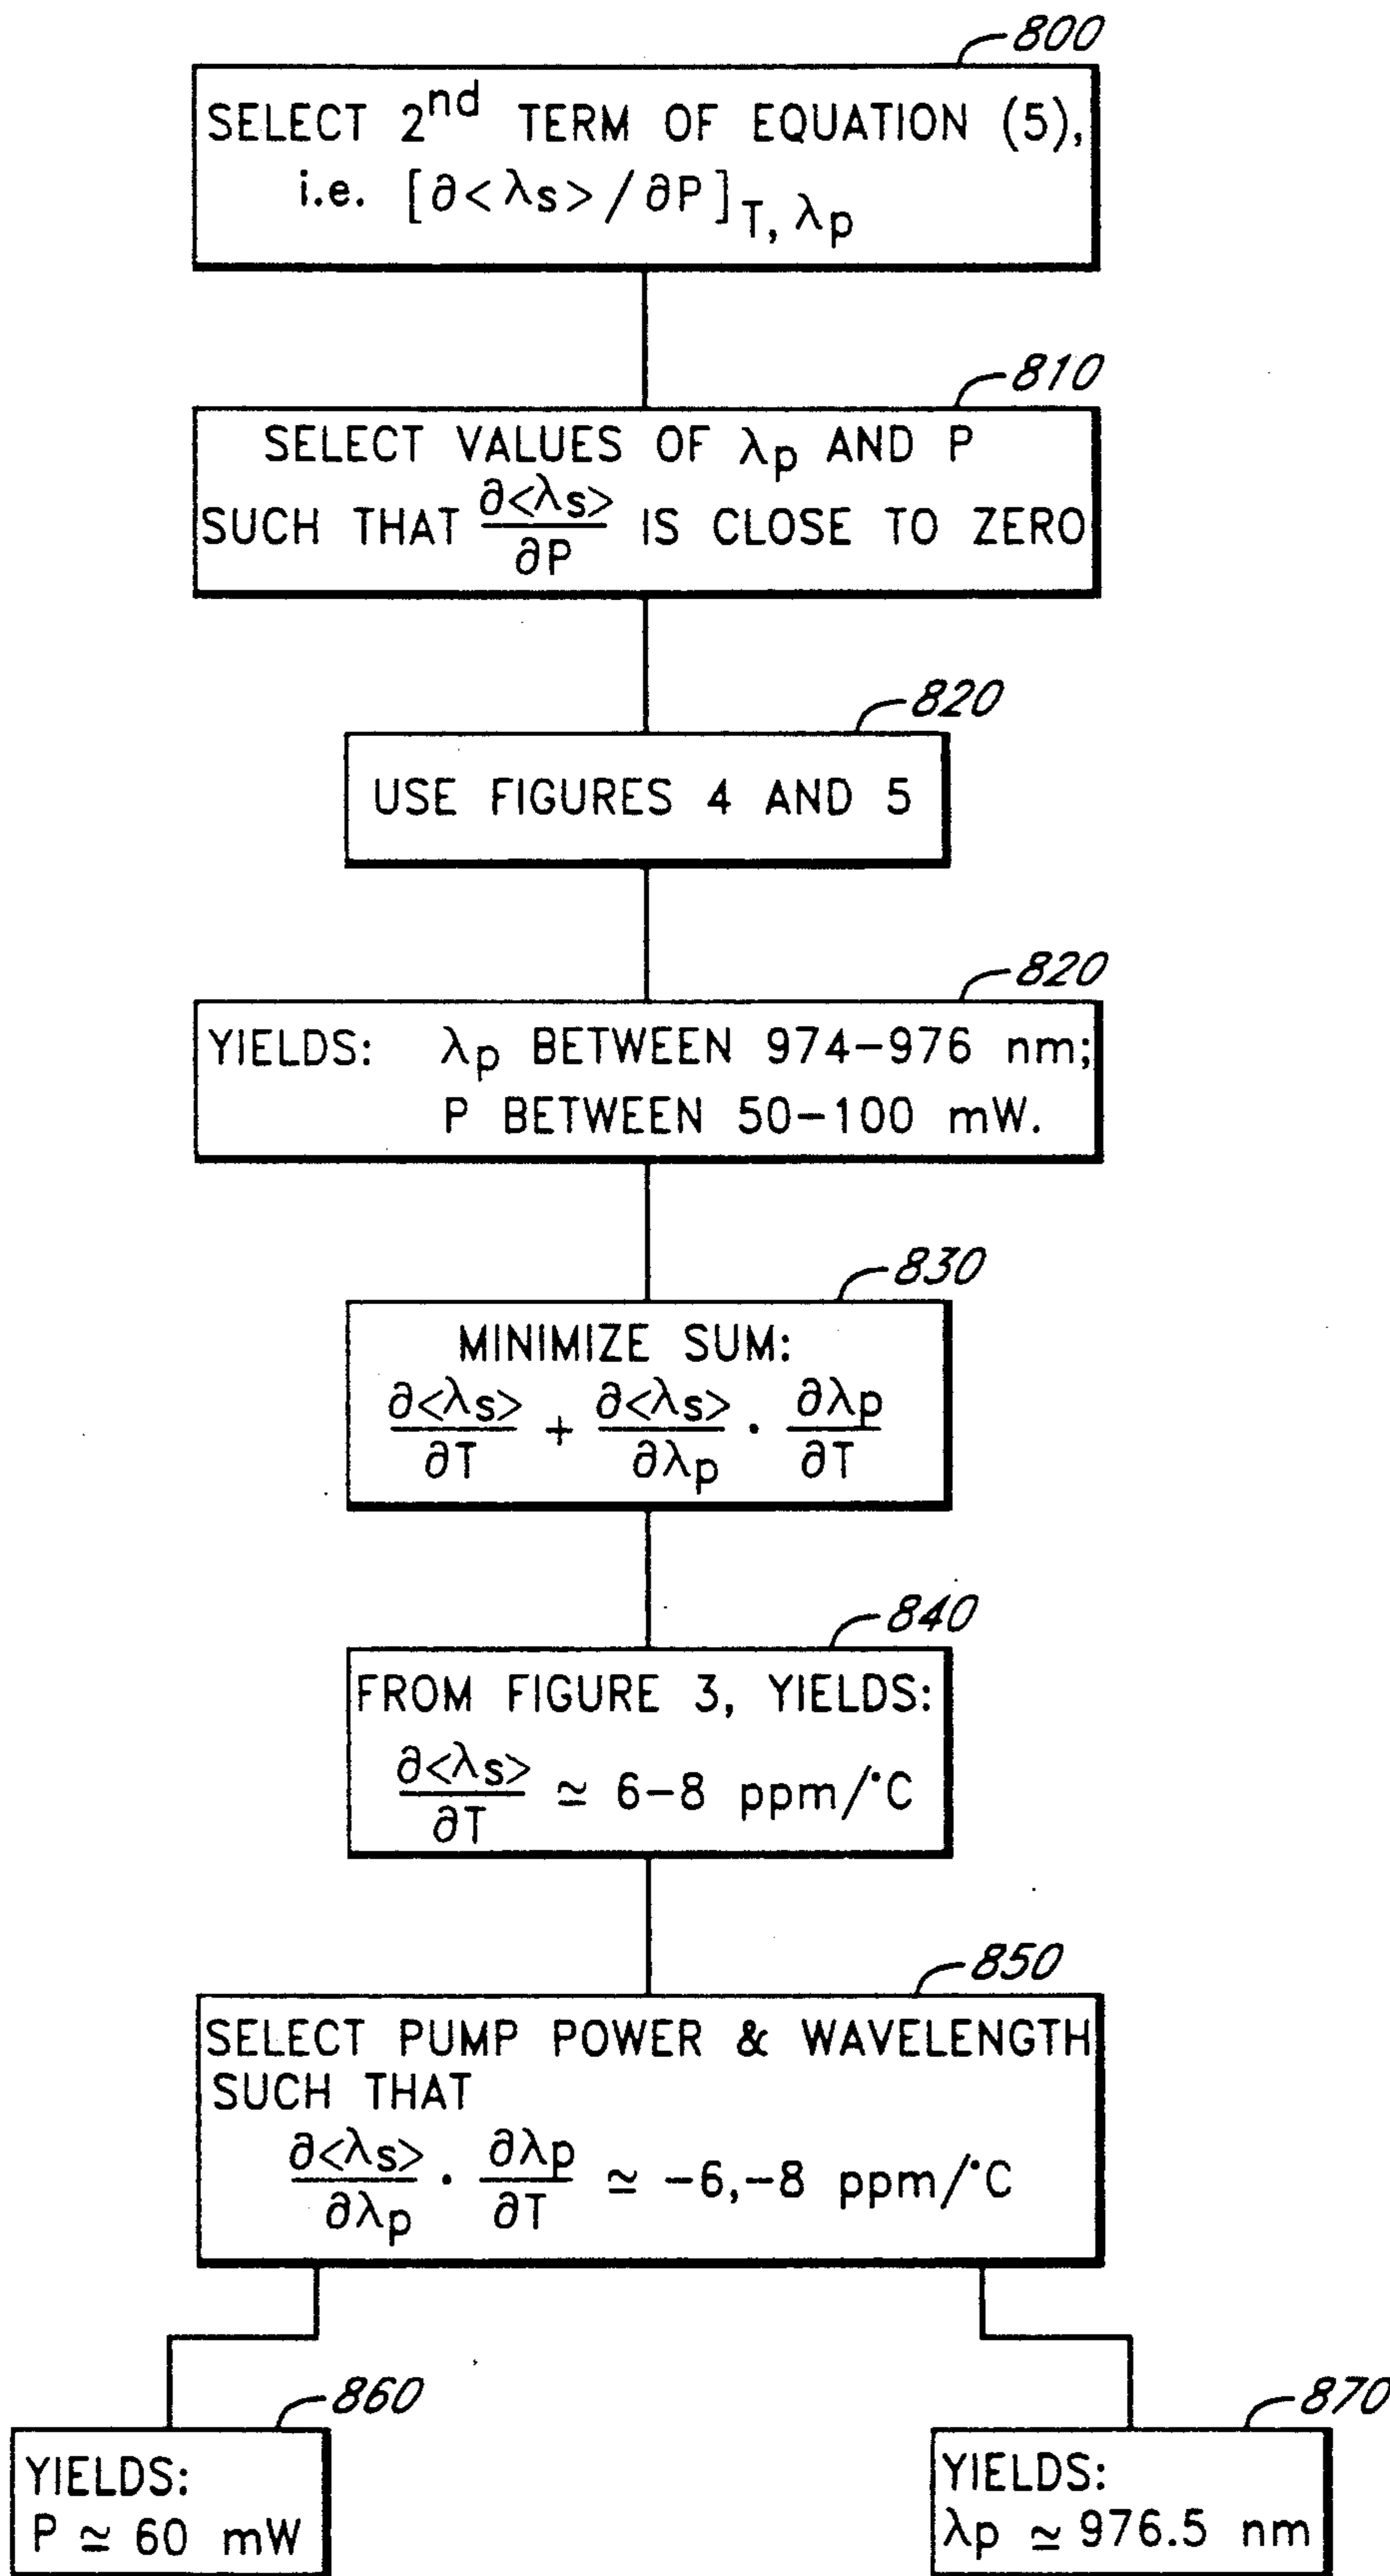 800
SELECT 2nd TERM OF EQUATION (5),
i.e. [∂<λs>/∂P]T, λp
810
SELECT VALUES OF λp AND P
SUCH THAT ∂<λs>/∂P IS CLOSE TO ZERO
820
USE FIGURES 4 AND 5
820
YIELDS: λp BETWEEN 974-976 nm;
P BETWEEN 50-100 mW.
830
MINIMIZE SUM:
∂<λs>/∂T + ∂<λs>/∂λp · ∂λp/∂T
840
FROM FIGURE 3, YIELDS:
∂<λs>/∂T ≃ 6-8 ppm/°C
850
SELECT PUMP POWER & WAVELENGTH
SUCH THAT
∂<λs>/∂λp · ∂λp/∂T ≃ -6,-8 ppm/°C
860
YIELDS:
P ≃ 60 mW
870
YIELDS:
λp ≃ 976.5 nm